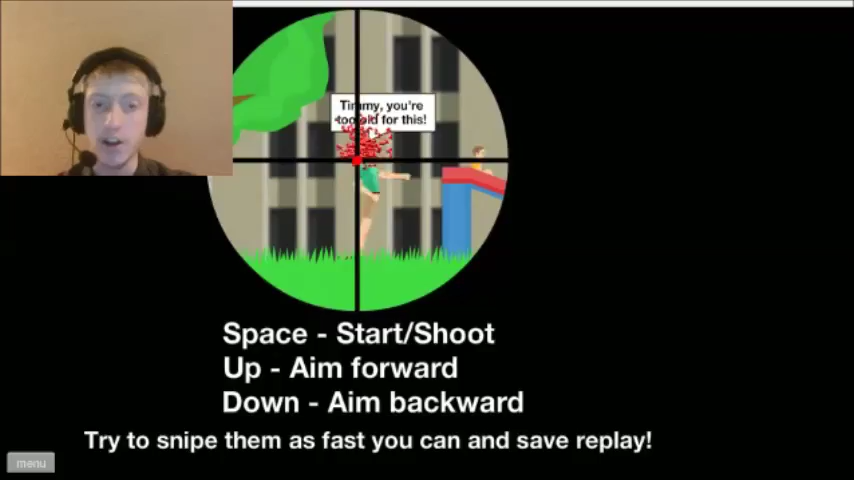 Timmy, you're
too old for this!
Space - Start/Shoot
Up - Aim forward
Down - Aim backward
Try to snipe them as fast you can and save replay!
menu